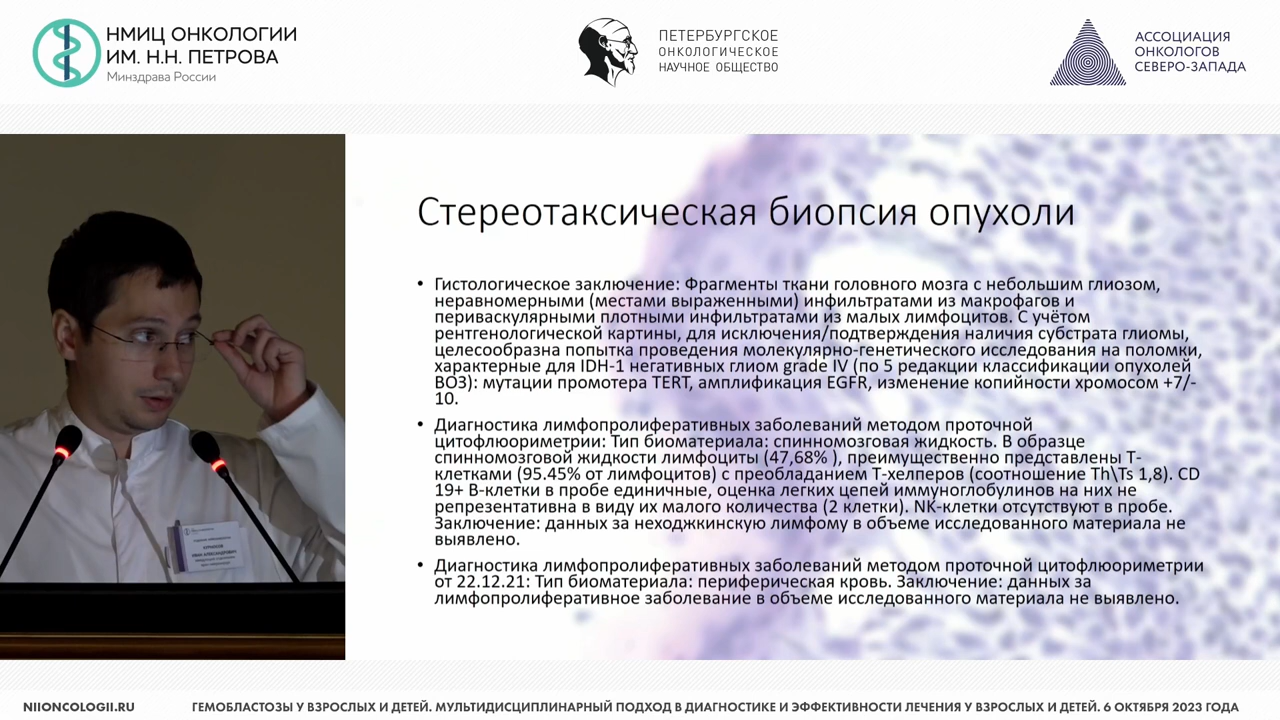 НМИЦ ОНКОЛОГИИ
ИМ. Н.Н. ПЕТРОВА
Минздрава России
ПЕТЕРБУРГСКОЕ
ОНКОЛОГИЧЕСКОЕ
НАУЧНОЕ ОБЩЕСТВО
АССОЦИАЦИЯ
ОНКОЛОГОВ
СЕВЕРО-ЗАПАДА
Стереотаксическая биопсия опухоли
• Гистологическое заключение: Фрагменты ткани головного мозга с небольшим глиозом,
неравномерными (местами выраженными) инфильтратами из макрофагов и
периваскулярными плотными инфильтратами из малых лимфоцитов. С учётом
рентгенологической картины, для исключения/подтверждения наличия субстрата глиомы,
целесообразна попытка проведения молекулярно-генетического исследования на поломки,
характерные для IDH-1 негативных глиом grade IV (по 5 редакции классификации опухолей
ВОЗ): мутации промотера TERT, амплификация EGFR, изменение копийности хромосом +7/-
10.
• Диагностика лимфопролиферативных заболеваний методом проточной
цитофлюориметрии: Тип биоматериала: спинномозговая жидкость. В образце
спинномозговой жидкости лимфоциты (47,68% ), преимущественно представлены Т-
клетками (95.45% от лимфоцитов) с преобладанием Т-хелперов (соотношение Th\Ts 1,8). CD
19+ В-клетки в пробе единичные, оценка легких цепей иммуноглобулинов на них не
репрезентативна в виду их малого количества (2 клетки). NK-клетки отсутствуют в пробе.
Заключение: данных за неходжкинскую лимфому в объеме исследованного материала не
выявлено.
• Диагностика лимфопролиферативных заболеваний методом проточной цитофлюориметрии
от 22.12.21: Тип биоматериала: периферическая кровь. Заключение: данных за
лимфопролиферативное заболевание в объеме исследованного материала не выявлено.
NIIONCOLOGII.RU
ГЕМОБЛАСТОЗЫ У ВЗРОСЛЫХ И ДЕТЕЙ. МУЛЬТИДИСЦИПЛИНАРНЫЙ ПОДХОД В ДИАГНОСТИКЕ И ЭФФЕКТИВНОСТИ ЛЕЧЕНИЯ У ВЗРОСЛЫХ И ДЕТЕЙ. 6 ОКТЯБРЯ 2023 ГОДА